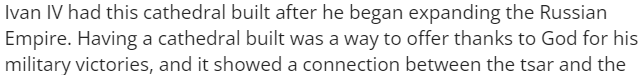 Ivan IV had this cathedral built after he began expanding the Russian
Empire. Having a cathedral built was a way to offer thanks to God for his
military victories, and it showed a connection between the tsar and the